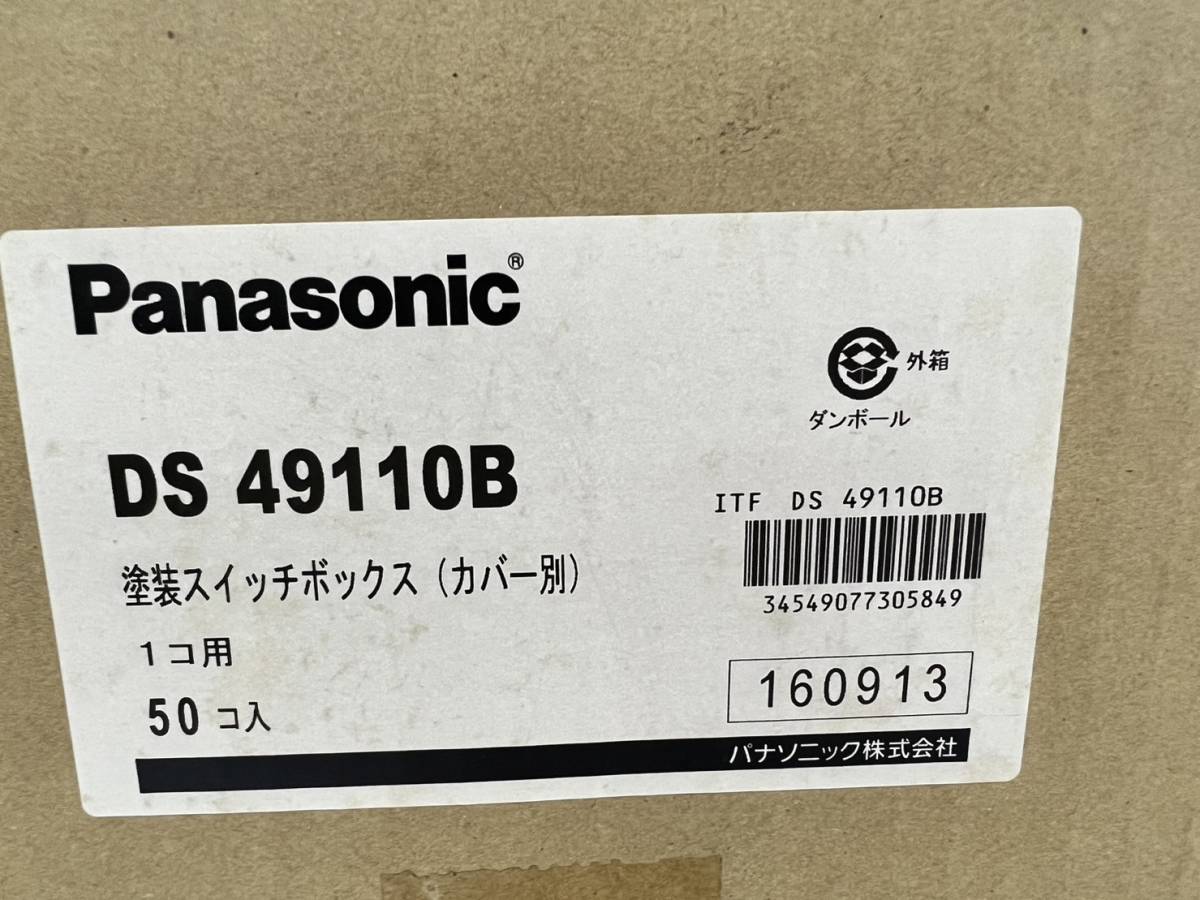 Panasonic®
DS 49110B
塗装スイッチボックス（カバー別）
1コ用
50コ入
外箱
ダンボール
ITF DS 49110B
34549077305849
160913
パナソニック株式会社